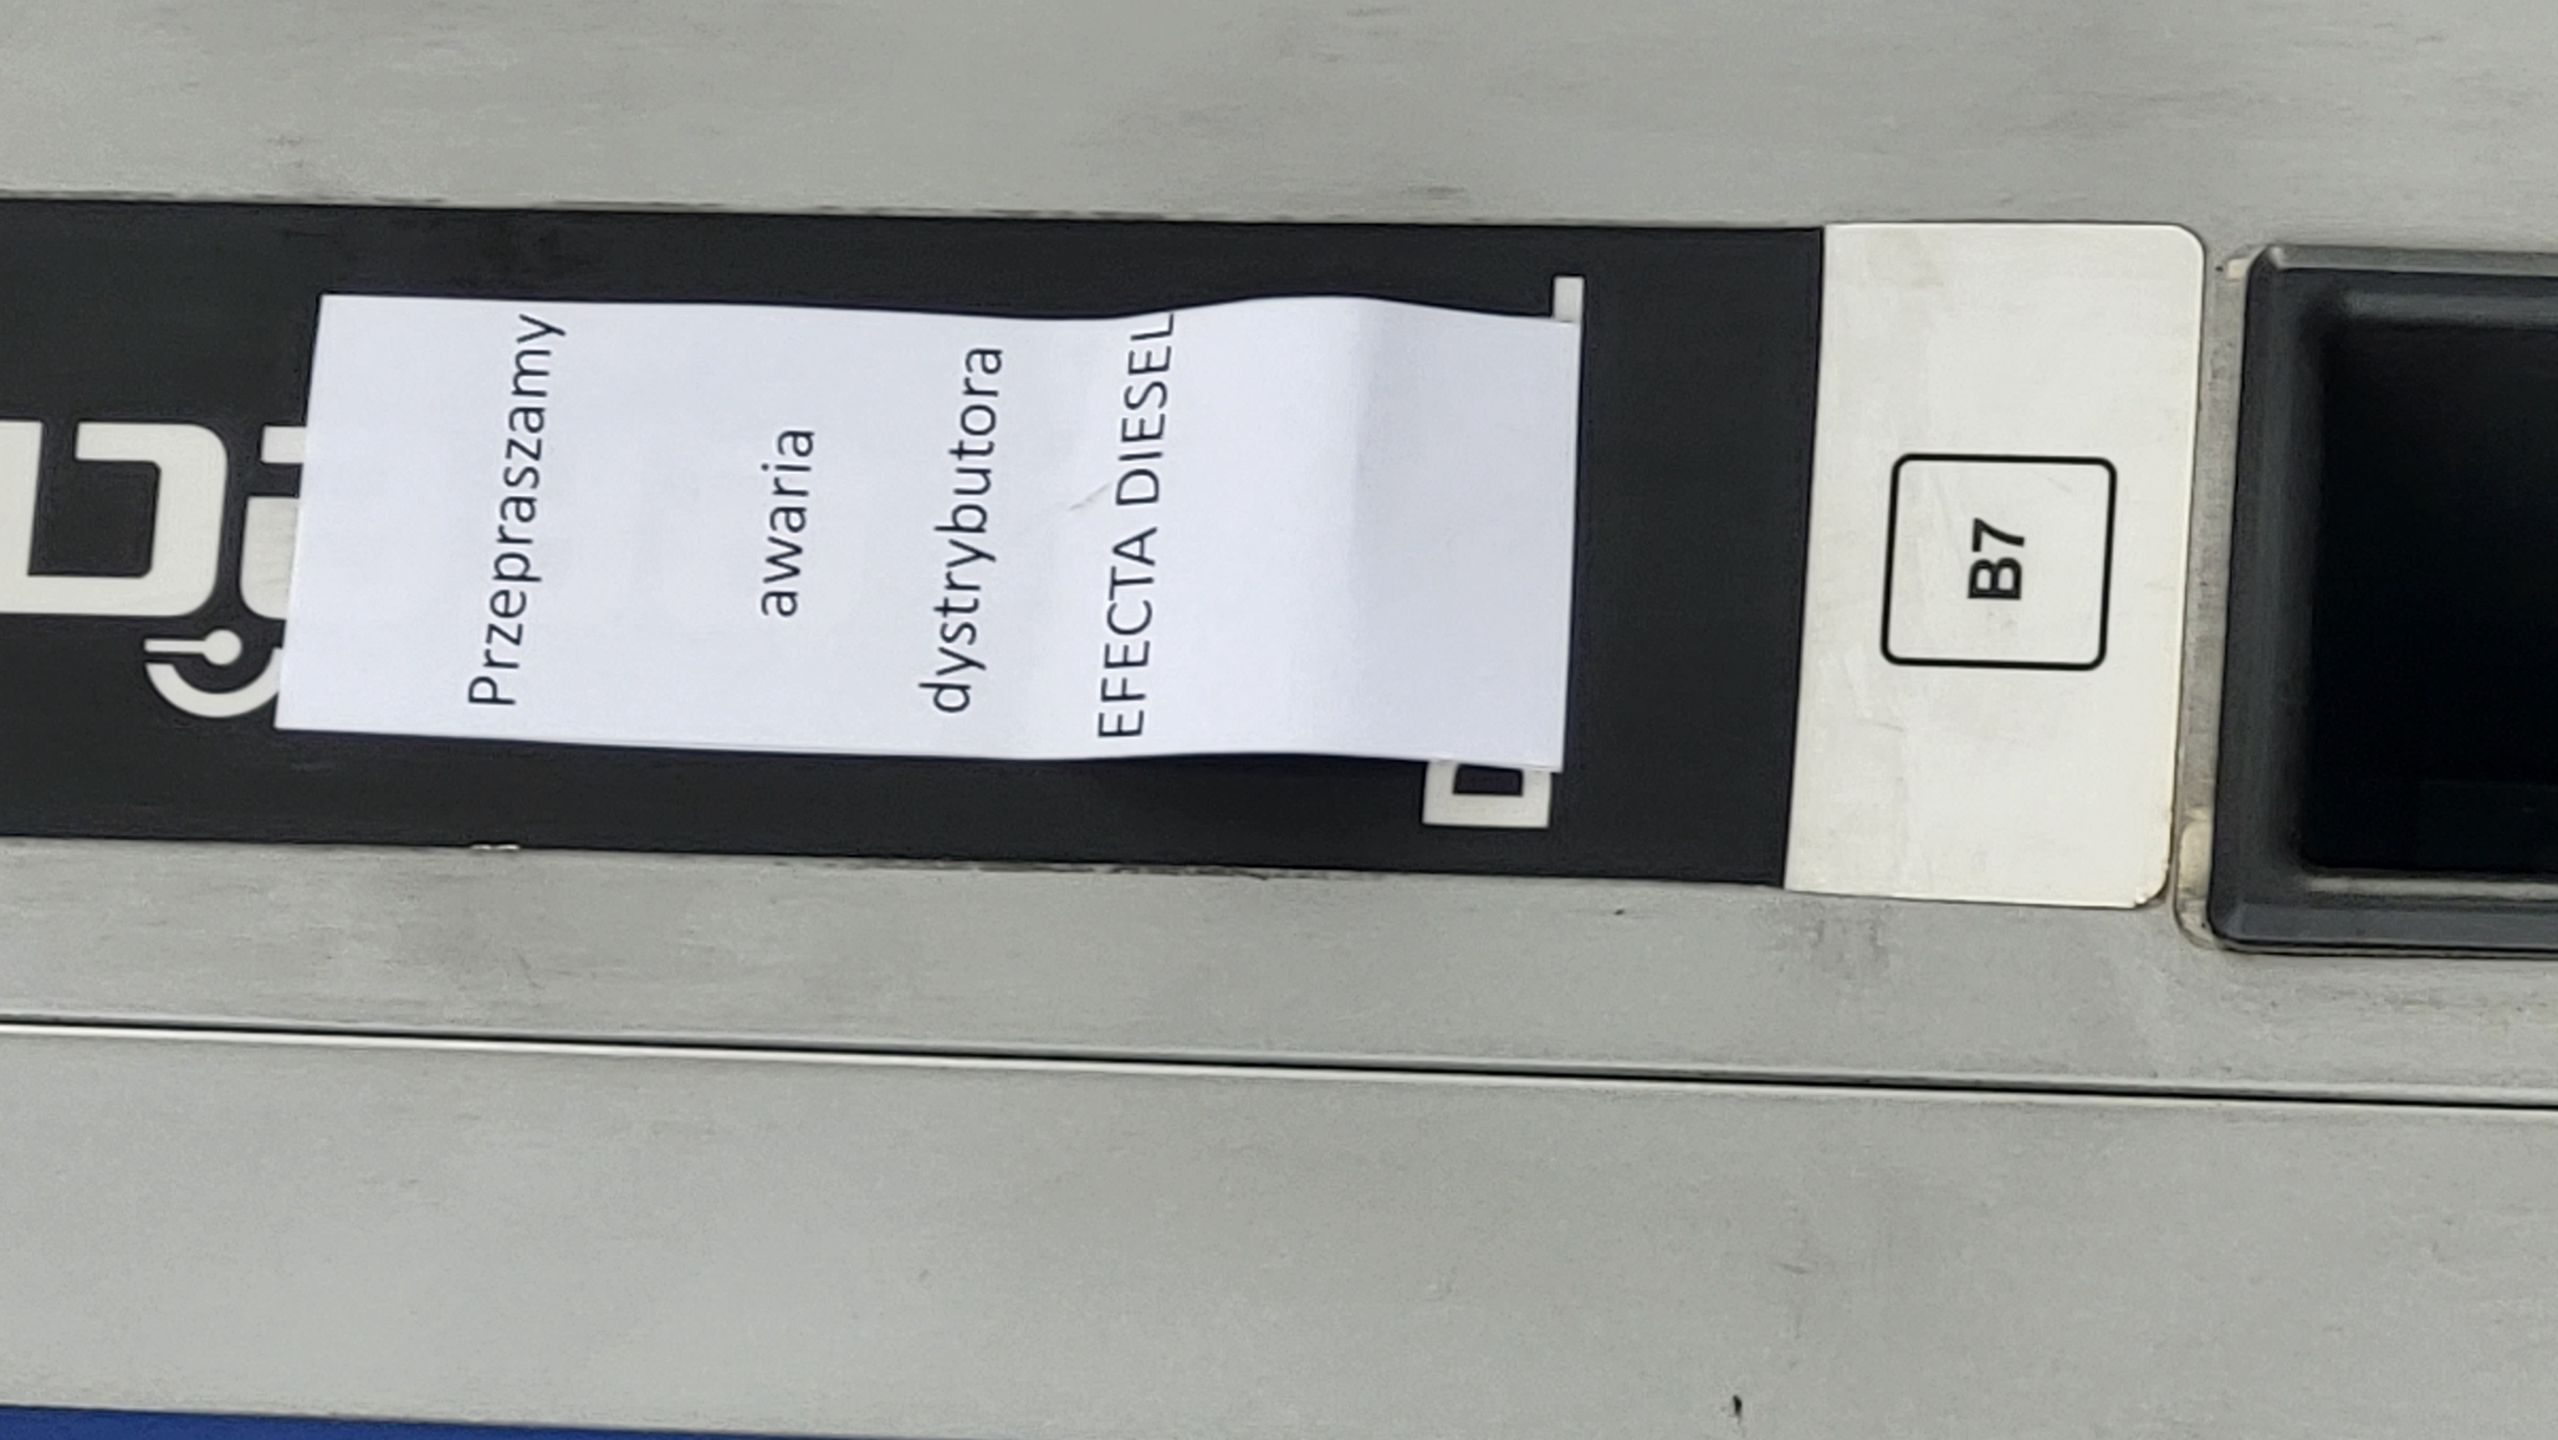 Przepraszamy
awaria
dystrybutora
EFECTA DIESEL
B7